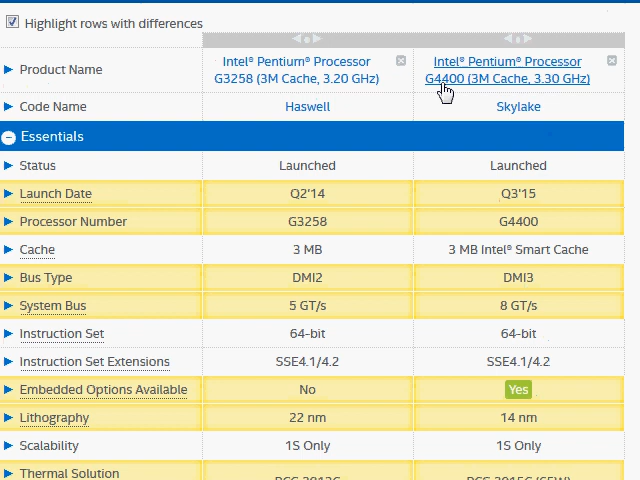 Highlight rows with differences
Product Name
Intel® Pentium® Processor
G3258 (3M Cache, 3.20 GHz)
Intel® Pentium® Processor
G4400 (3M Cache, 3.30 GHz)
Code Name Haswell Skylake
Essentials
Status Launched Launched
Launch Date Q2'14 Q3'15
Processor Number G3258 G4400
Cache 3 MB 3 MB Intel® Smart Cache
Bus Type DMI2 DMI3
System Bus 5 GT/s 8 GT/s
Instruction Set 64-bit 64-bit
Instruction Set Extensions SSE4.1/4.2 SSE4.1/4.2
Embedded Options Available No Yes
Lithography 22 nm 14 nm
Scalability 1S Only 1S Only
Thermal Solution